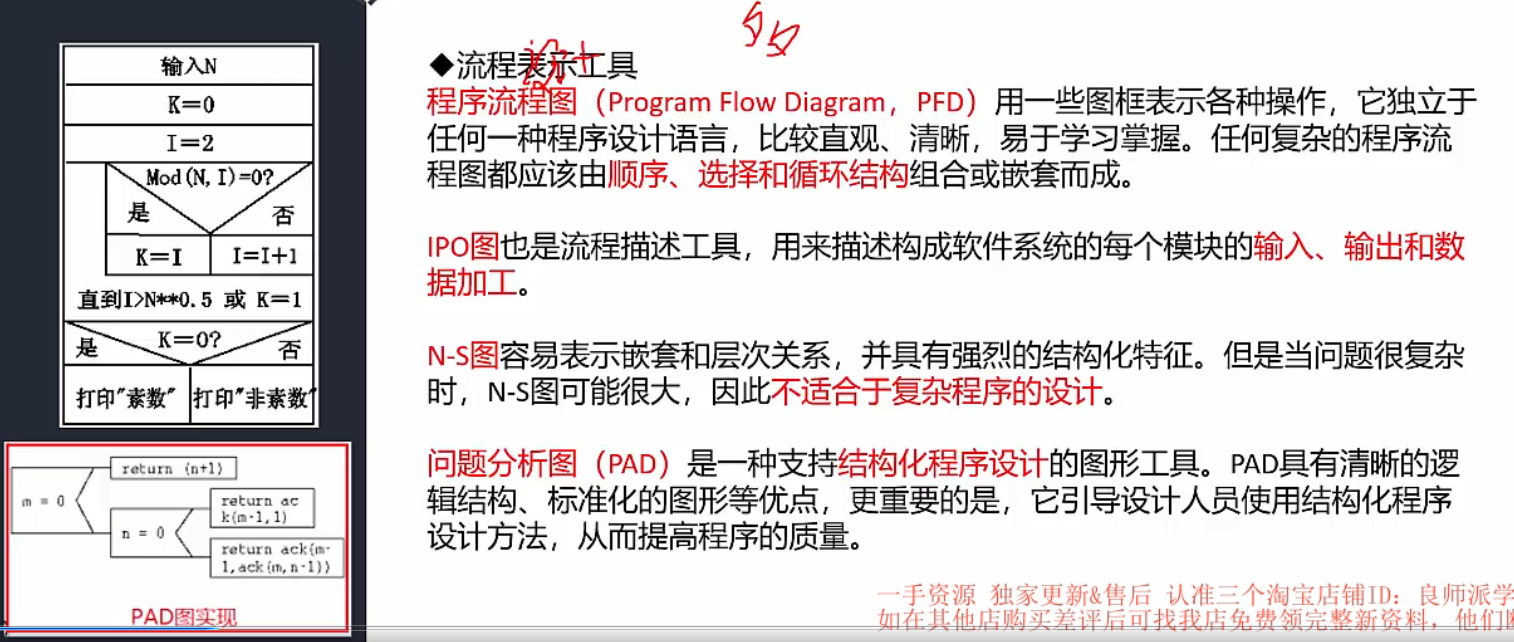 输入N
K=0
I=2
Mod(N,I)=0?
是 否
K=I I=I+1
直到I>N**0.5 或 K=1
K=0?
是 否
打印"素数" 打印"非素数"
return (n+1)
m = 0
return ac
k(m-1,1)
n = 0
return ack(m-
1,ack(m,n-1))
PAD图实现
◆流程表示工具
程序流程图（Program Flow Diagram，PFD）用一些图框表示各种操作，它独立于
任何一种程序设计语言，比较直观、清晰，易于学习掌握。任何复杂的程序流
程图都应该由顺序、选择和循环结构组合或嵌套而成。
IPO图也是流程描述工具，用来描述构成软件系统的每个模块的输入、输出和数
据加工。
N-S图容易表示嵌套和层次关系，并具有强烈的结构化特征。但是当问题很复杂
时，N-S图可能很大，因此不适合于复杂程序的设计。
问题分析图（PAD）是一种支持结构化程序设计的图形工具。PAD具有清晰的逻
辑结构、标准化的图形等优点，更重要的是，它引导设计人员使用结构化程序
设计方法，从而提高程序的质量。
一手资源 独家更新&售后 认准三个淘宝店铺ID：良师派学
如在其他店购买差评后可找我店免费领完整新资料，他们